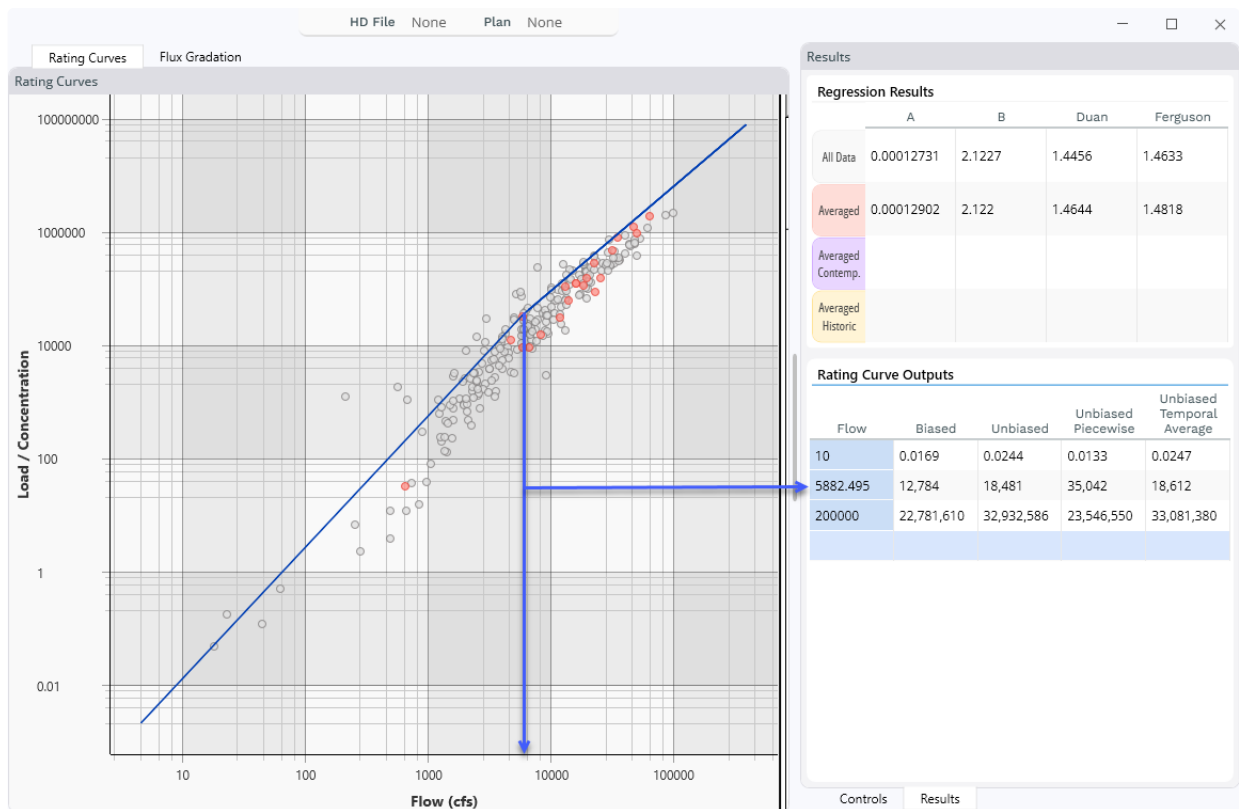 HD File None Plan None
Rating Curves Flux Gradation
Rating Curves
100000000
1000000
10000
100
1
0.01
Load / Concentration
10 100 1000 10000 100000
Flow (cfs)
Results
Regression Results
A B Duan Ferguson
All Data 0.00012731 2.1227 1.4456 1.4633
Averaged 0.00012902 2.122 1.4644 1.4818
Averaged
Contemp.
Averaged
Historic
Rating Curve Outputs
Unbiased
Unbiased Temporal
Flow Biased Unbiased Piecewise Average
10 0.0169 0.0244 0.0133 0.0247
5882.495 12,784 18,481 35,042 18,612
200000 22,781,610 32,932,586 23,546,550 33,081,380
Controls Results